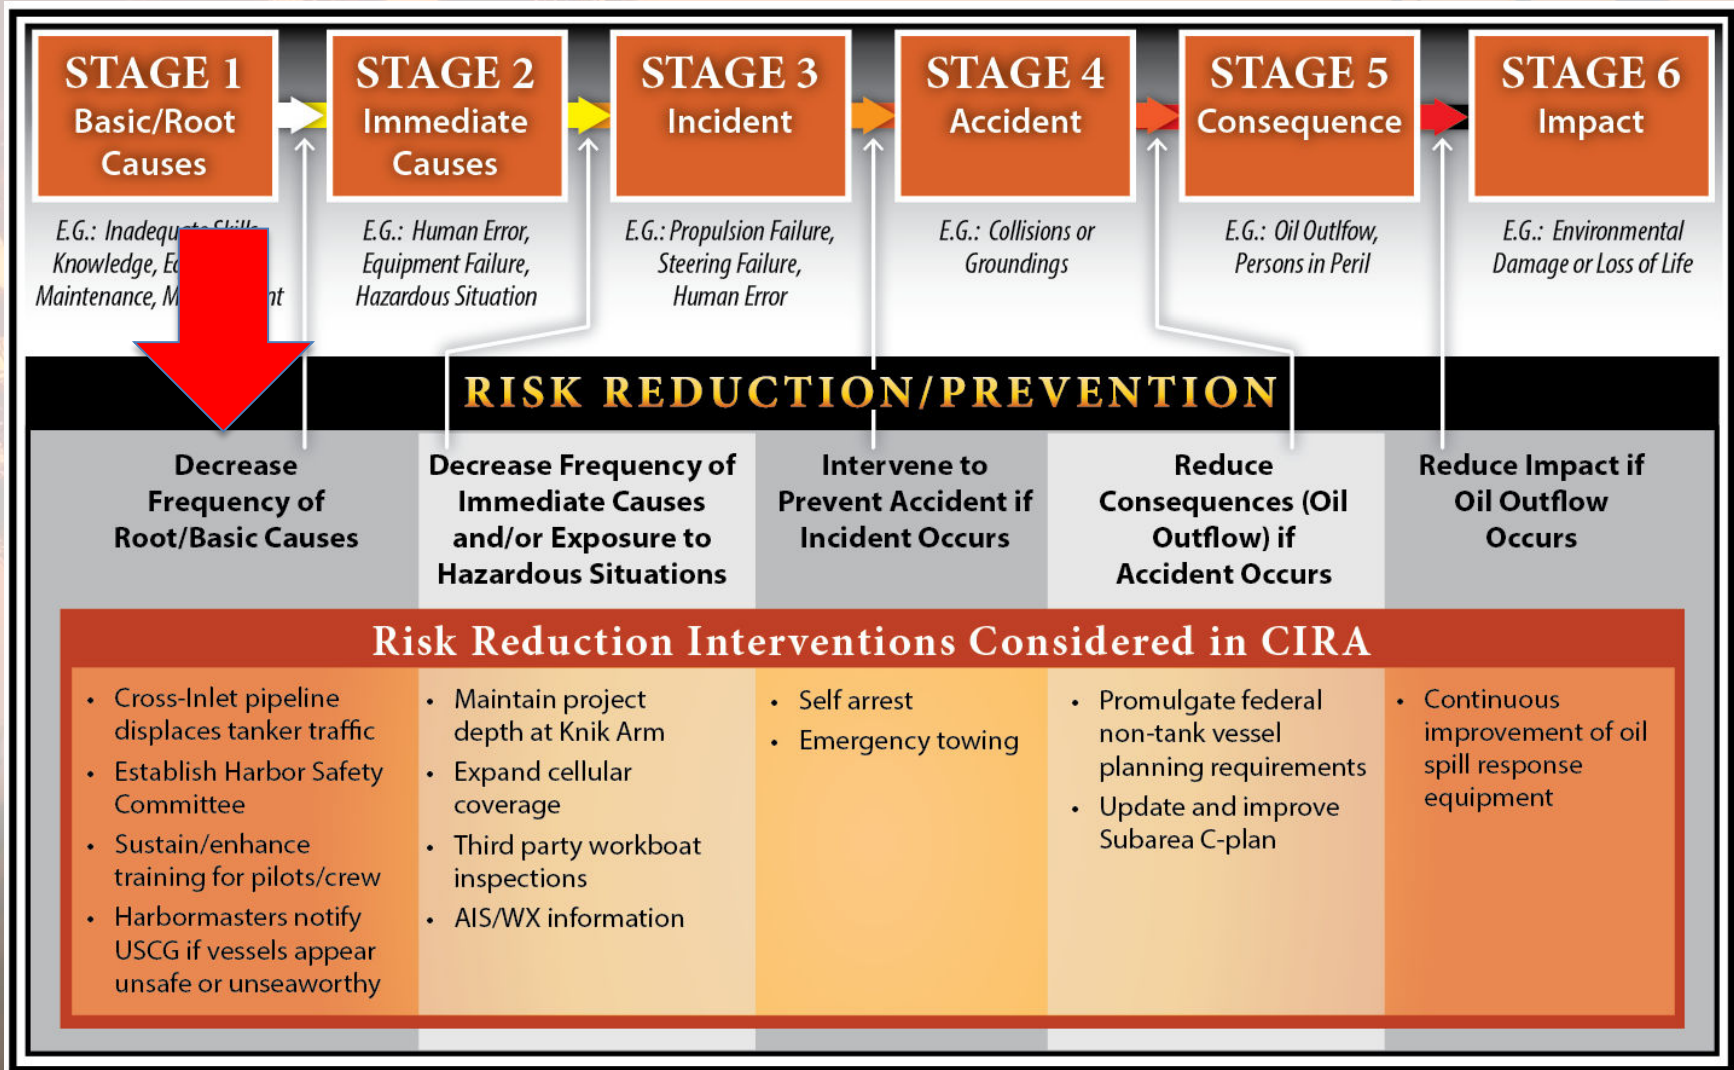 STAGE 1
Basic/Root
Causes
STAGE 2
Immediate
Causes
STAGE 3
Incident
STAGE 4
Accident
STAGE 5
Consequence
STAGE 6
Impact
E.G.: Inadequate Skills,
Knowledge,
Maintenance,
E.G.: Human Error,
Equipment Failure,
Hazardous Situation
E.G.: Propulsion Failure,
Steering Failure,
Human Error
E.G.: Collisions or
Groundings
E.G.: Oil Outlfow,
Persons in Peril
E.G.: Environmental
Damage or Loss of Life
RISK REDUCTION/PREVENTION
Decrease
Frequency of
Root/Basic Causes
Decrease Frequency of
Immediate Causes
and/or Exposure to
Hazardous Situations
Intervene to
Prevent Accident if
Incident Occurs
Reduce
Consequences (Oil
Outflow) if
Accident Occurs
Reduce Impact if
Oil Outflow
Occurs
Risk Reduction Interventions Considered in CIRA
• Cross-Inlet pipeline
displaces tanker traffic
• Establish Harbor Safety
Committee
• Sustain/enhance
training for pilots/crew
• Harbormasters notify
USCG if vessels appear
unsafe or unseaworthy
• Maintain project
depth at Knik Arm
• Expand cellular
coverage
• Third party workboat
inspections
• AIS/WX information
• Self arrest
• Emergency towing
• Promulgate federal
non-tank vessel
planning requirements
• Update and improve
Subarea C-plan
• Continuous
improvement of oil
spill response
equipment